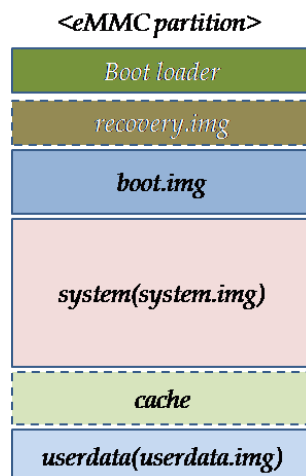 <eMMC partition>
Boot loader
recovery.img
boot.img
system(system.img)
cache
userdata(userdata.img)